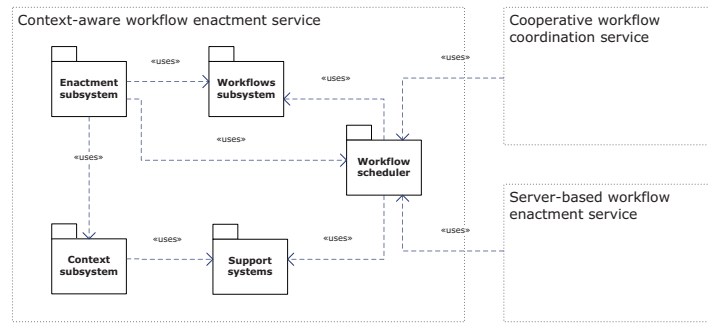 Context-aware workflow enactment service
Cooperative workflow
coordination service
«uses»
«uses»
«uses»
Enactment
subsystem
Workflows
subsystem
«uses»
«uses»
Workflow
scheduler
Server-based workflow
enactment service
«uses»
«uses»
«uses»
Context
subsystem
Support
systems